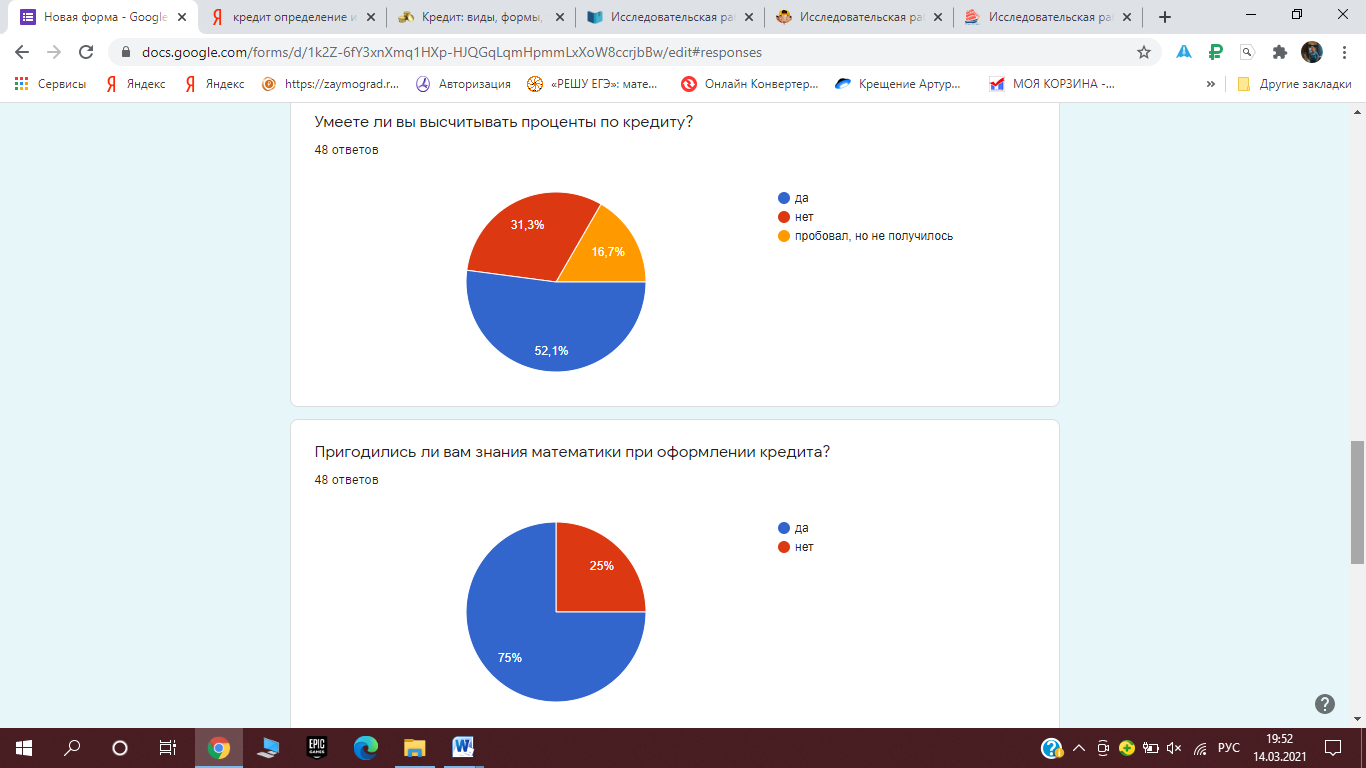 Новая форма - Google
кредит определение и
Кредит: виды, формы,
Исследовательская ра
Исследовательская ра
Исследовательская ра
docs.google.com/forms/d/1k2Z-6fY3xnXmq1HXp-HJQGqLqmHpmmLxXoW8ccrjbBw/edit#responses
Сервисы
Яндекс
Яндекс
https://zaymograd.r...
Авторизация
«РЕШУ ЕГЭ»: мате...
Онлайн Конвертер...
Крещение Артур...
МОЯ КОРЗИНА -...
Другие закладки
Умеете ли вы высчитывать проценты по кредиту?
48 ответов
да
нет
пробовал, но не получилось
31,3%
16,7%
52,1%
Пригодились ли вам знания математики при оформлении кредита?
48 ответов
да
нет
25%
75%
EPIC
GAMES
РУС
19:52
14.03.2021